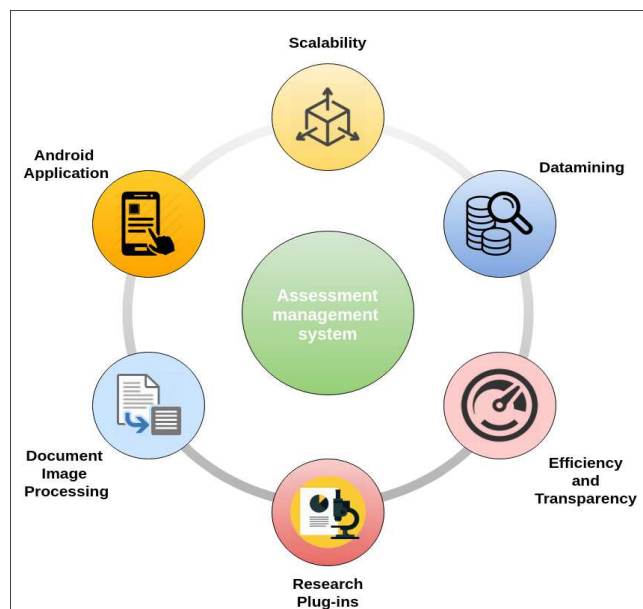 Scalability
Android
Application
Datamining
Assessment
management
system
Document
Image
Processing
Efficiency
and
Transparency
Research
Plug-ins